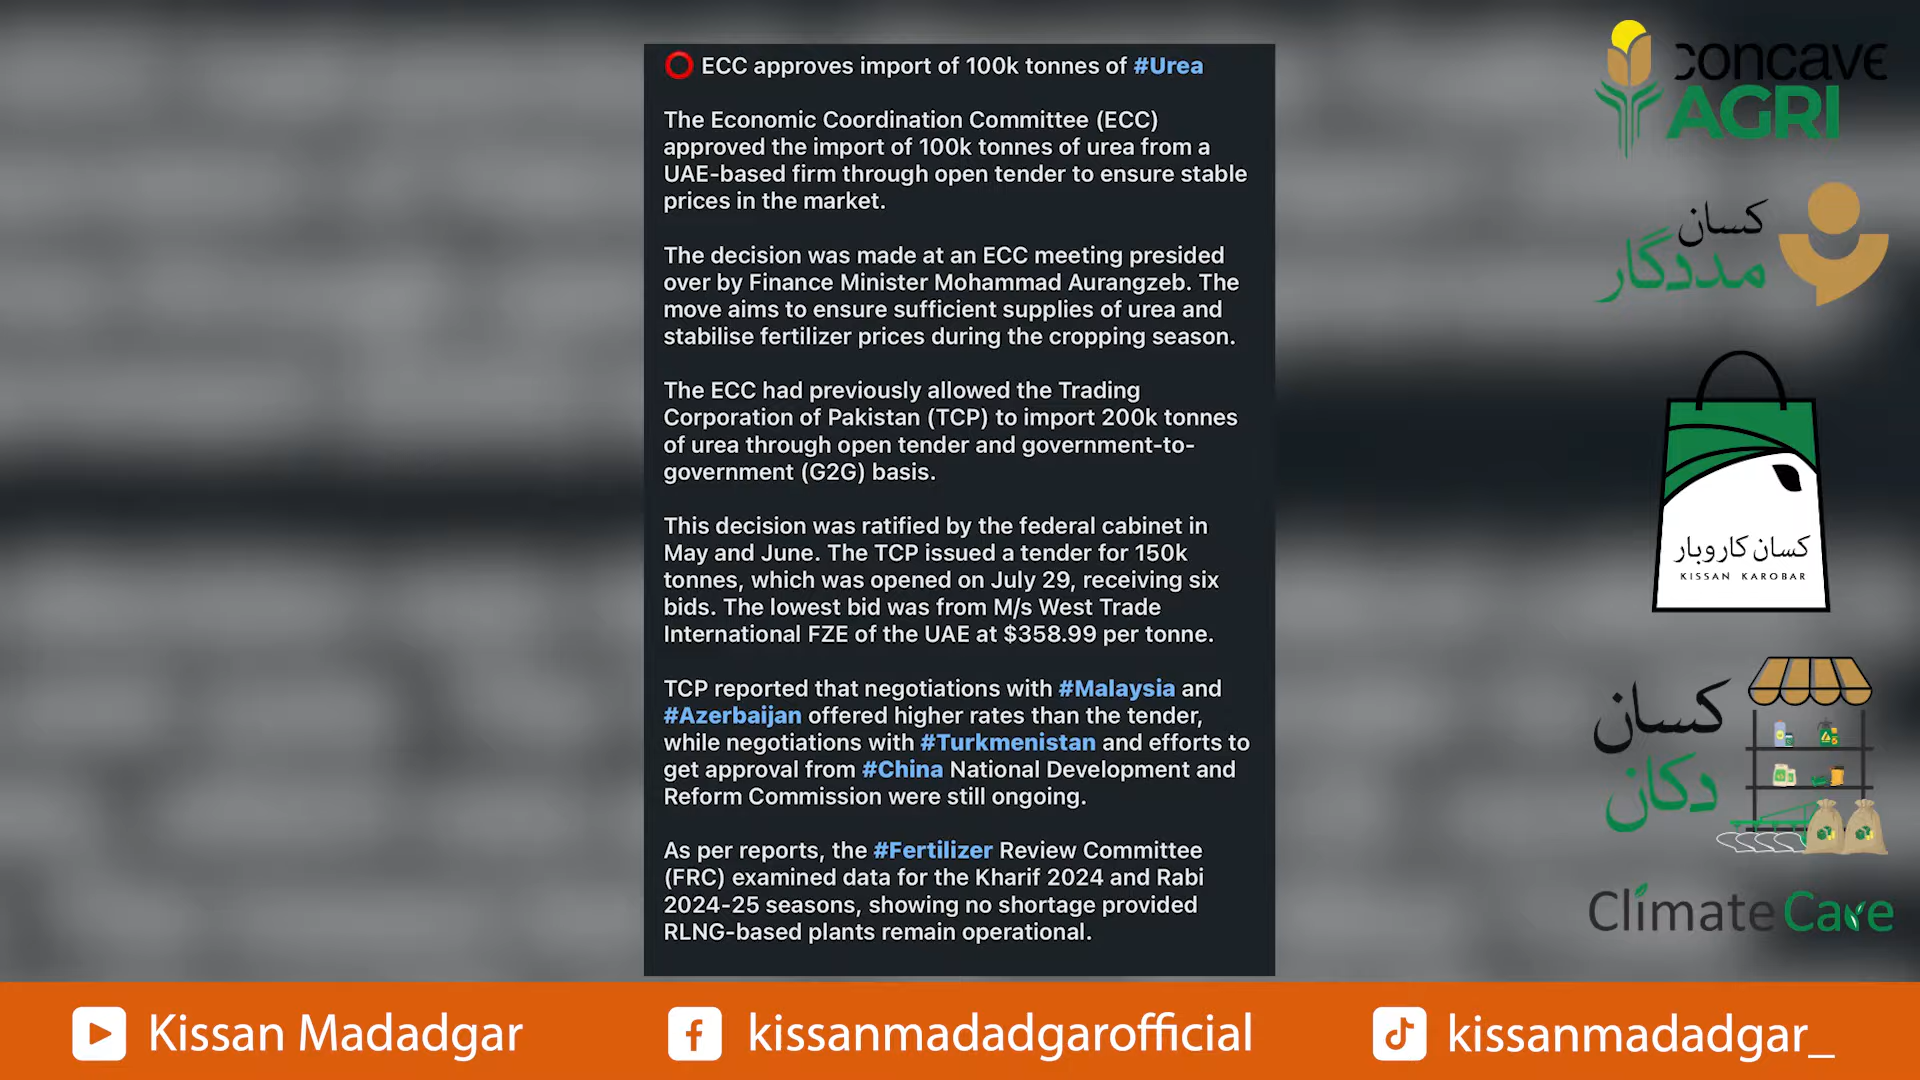 ECC approves import of 100k tonnes of #Urea
The Economic Coordination Committee (ECC)
approved the import of 100k tonnes of urea from a
UAE-based firm through open tender to ensure stable
prices in the market.
The decision was made at an ECC meeting presided
over by Finance Minister Mohammad Aurangzeb. The
move aims to ensure sufficient supplies of urea and
stabilise fertilizer prices during the cropping season.
The ECC had previously allowed the Trading
Corporation of Pakistan (TCP) to import 200k tonnes
of urea through open tender and government-to-
government (G2G) basis.
This decision was ratified by the federal cabinet in
May and June. The TCP issued a tender for 150k
tonnes, which was opened on July 29, receiving six
bids. The lowest bid was from M/s West Trade
International FZE of the UAE at $358.99 per tonne.
TCP reported that negotiations with #Malaysia and
#Azerbaijan offered higher rates than the tender,
while negotiations with #Turkmenistan and efforts to
get approval from #China National Development and
Reform Commission were still ongoing.
As per reports, the #Fertilizer Review Committee
(FRC) examined data for the Kharif 2024 and Rabi
2024-25 seasons, showing no shortage provided
RLNG-based plants remain operational.
concave
AGRI
کسان
مددگار
کسان کاروبار
KISSAN KAROBAR
کسان
دکان
Climate Care
Kissan Madadgar
kissanmadadgarofficial
kissanmadadgar_